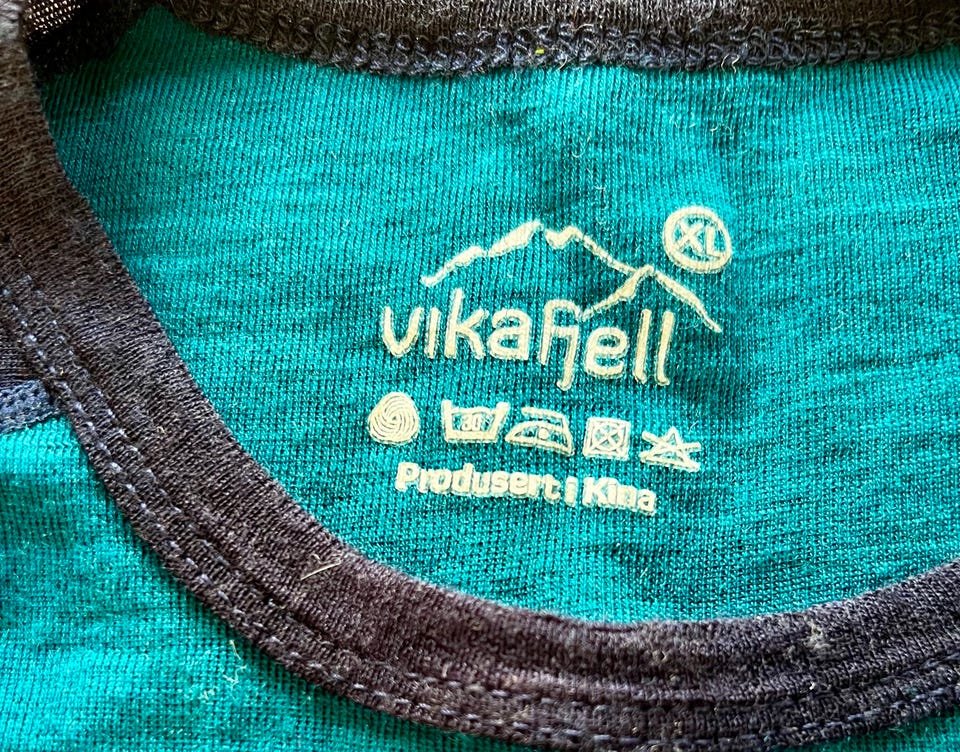 XL
vikafjell
30
Produsert i Kina